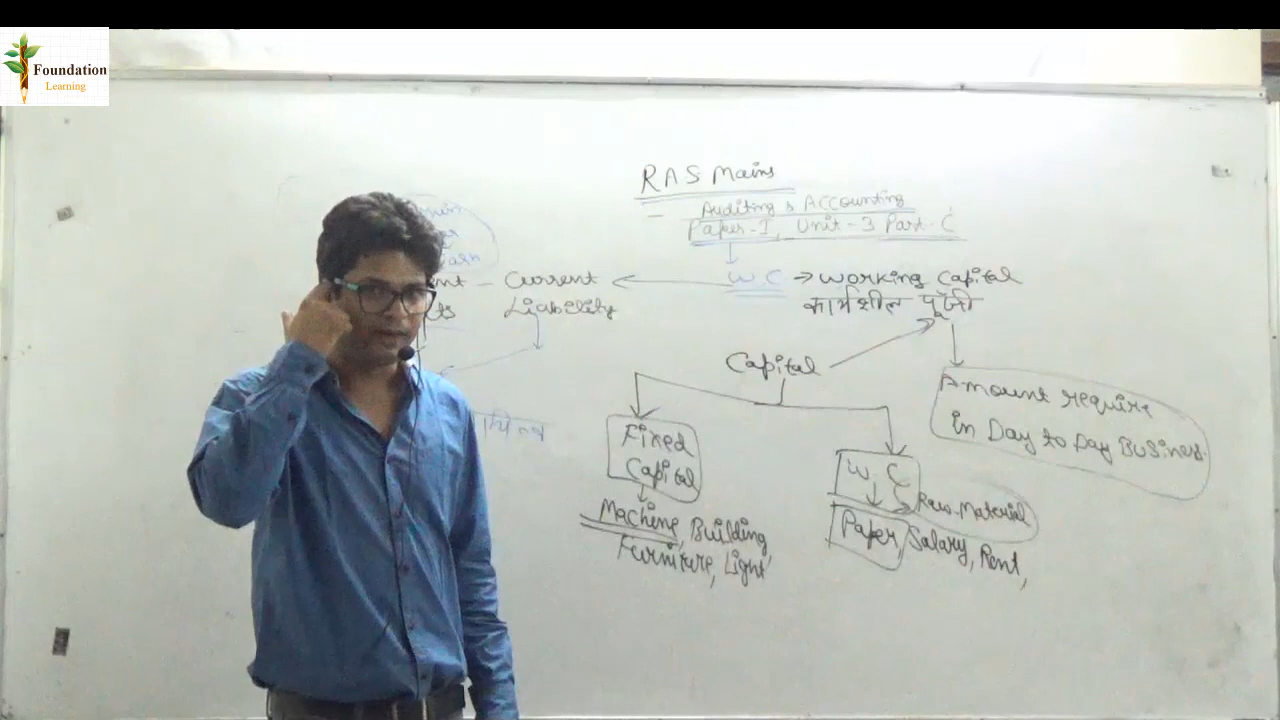 Foundation
Learning
RAS Mains
Auditing & Accounting
Paper-I, Unit-3 Part-C
Current
Liability
W C → Working Capital
कार्यशील पूँजी
Capital
Amount require
in Day to Day Business.
Fixed
Capital
W C
Raw-Material
Machine, Building
Furniture, Light
Paper, Salary, Rent,